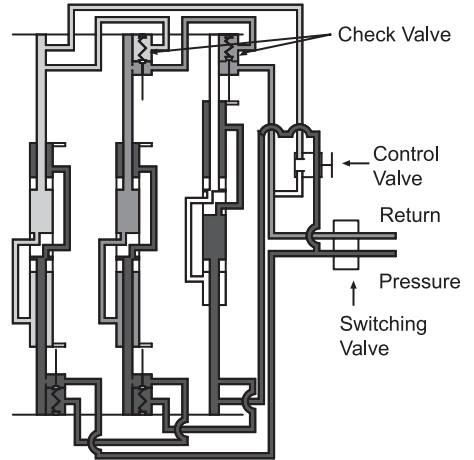 Check Valve
Control
Valve
Return
Pressure
Switching
Valve